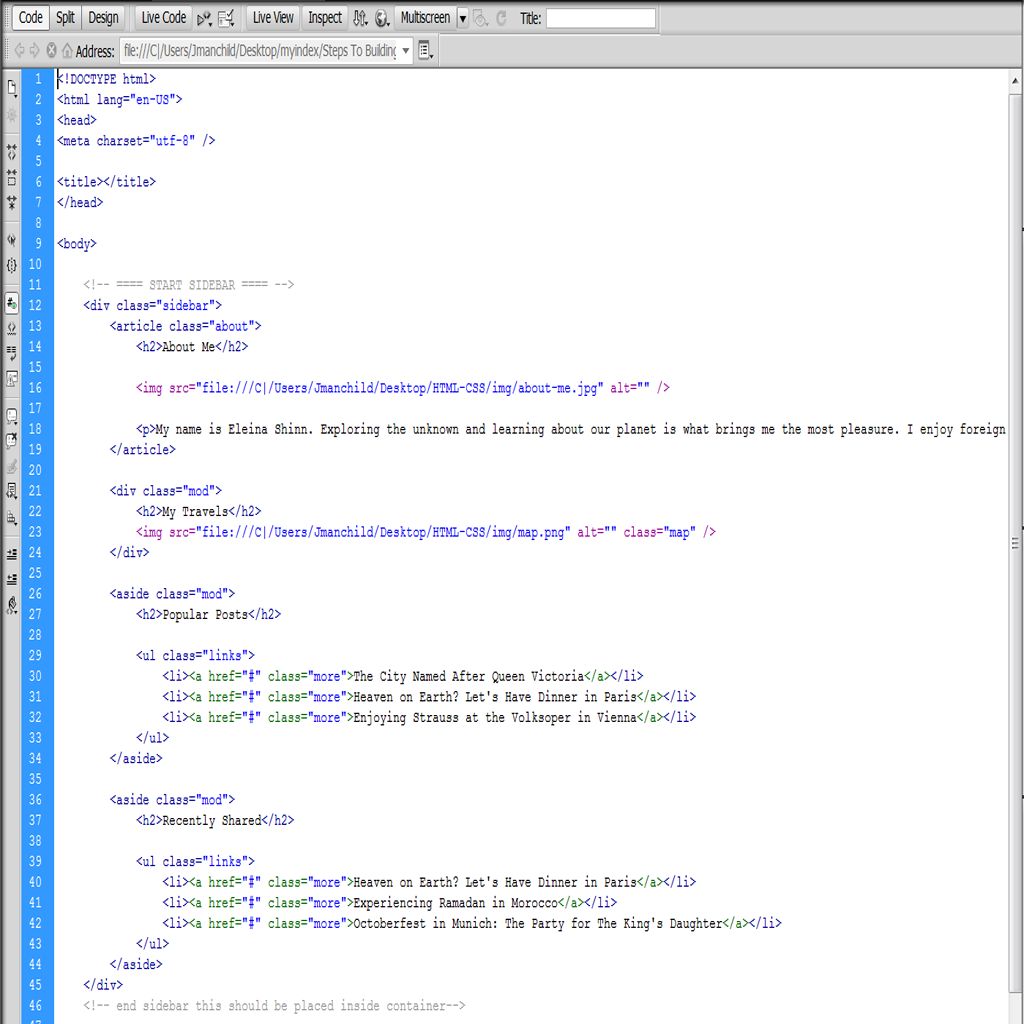 Code Split Design Live Code Live View Inspect Multiscreen Title:
Address: file:///C|/Users/Jmanchild/Desktop/myindex/Steps To Building
1 <!DOCTYPE html>
2 <html lang="en-US">
3 <head>
4 <meta charset="utf-8" />
5
6 <title></title>
7 </head>
8
9 <body>
10
11 <!-- ==== START SIDEBAR ==== -->
12 <div class="sidebar">
13 <article class="about">
14 <h2>About Me</h2>
15
16 <img src="file:///C|/Users/Jmanchild/Desktop/HTML-CSS/img/about-me.jpg" alt="" />
17
18 <p>My name is Eleina Shinn. Exploring the unknown and learning about our planet is what brings me the most pleasure. I enjoy foreign
19 </article>
20
21 <div class="mod">
22 <h2>My Travels</h2>
23 <img src="file:///C|/Users/Jmanchild/Desktop/HTML-CSS/img/map.png" alt="" class="map" />
24 </div>
25
26 <aside class="mod">
27 <h2>Popular Posts</h2>
28
29 <ul class="links">
30 <li><a href="#" class="more">The City Named After Queen Victoria</a></li>
31 <li><a href="#" class="more">Heaven on Earth? Let's Have Dinner in Paris</a></li>
32 <li><a href="#" class="more">Enjoying Strauss at the Volksoper in Vienna</a></li>
33 </ul>
34 </aside>
35
36 <aside class="mod">
37 <h2>Recently Shared</h2>
38
39 <ul class="links">
40 <li><a href="#" class="more">Heaven on Earth? Let's Have Dinner in Paris</a></li>
41 <li><a href="#" class="more">Experiencing Ramadan in Morocco</a></li>
42 <li><a href="#" class="more">Octoberfest in Munich: The Party for The King's Daughter</a></li>
43 </ul>
44 </aside>
45 </div>
46 <!-- end sidebar this should be placed inside container-->